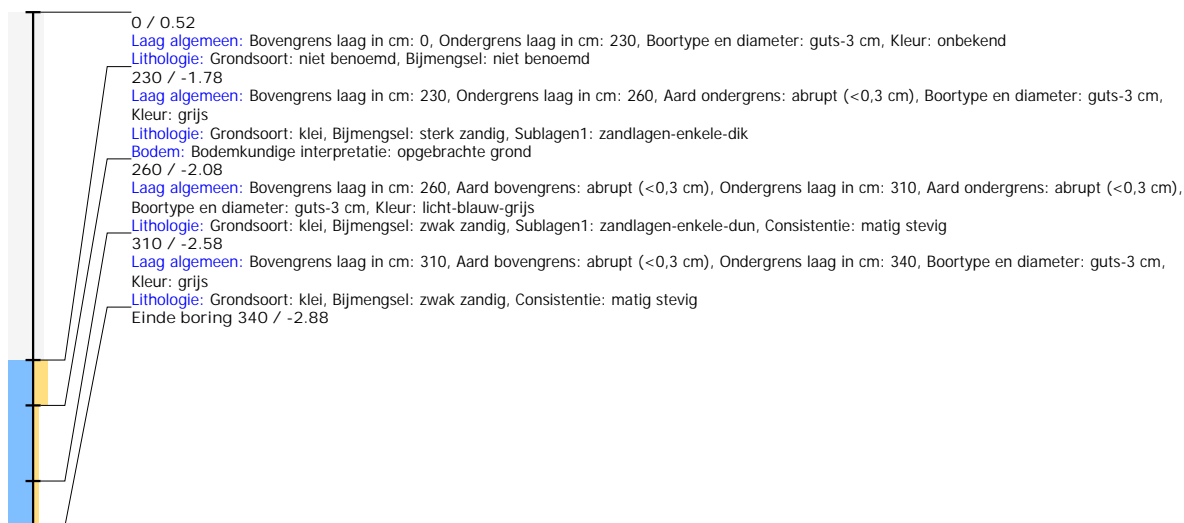 0 / 0.52
Laag algemeen: Bovengrens laag in cm: 0, Ondergrens laag in cm: 230, Boortype en diameter: guts-3 cm, Kleur: onbekend
Lithologie: Grondsoort: niet benoemd, Bijmengsel: niet benoemd
230 / -1.78
Laag algemeen: Bovengrens laag in cm: 230, Ondergrens laag in cm: 260, Aard ondergrens: abrupt (<0,3 cm), Boortype en diameter: guts-3 cm,
Kleur: grijs
Lithologie: Grondsoort: klei, Bijmengsel: sterk zandig, Sublagen1: zandlagen-enkele-dik
Bodem: Bodemkundige interpretatie: opgebrachte grond
260 / -2.08
Laag algemeen: Bovengrens laag in cm: 260, Aard bovengrens: abrupt (<0,3 cm), Ondergrens laag in cm: 310, Aard ondergrens: abrupt (<0,3 cm),
Boortype en diameter: guts-3 cm, Kleur: licht-blauw-grijs
Lithologie: Grondsoort: klei, Bijmengsel: zwak zandig, Sublagen1: zandlagen-enkele-dun, Consistentie: matig stevig
310 / -2.58
Laag algemeen: Bovengrens laag in cm: 310, Aard bovengrens: abrupt (<0,3 cm), Ondergrens laag in cm: 340, Boortype en diameter: guts-3 cm,
Kleur: grijs
Lithologie: Grondsoort: klei, Bijmengsel: zwak zandig, Consistentie: matig stevig
Einde boring 340 / -2.88